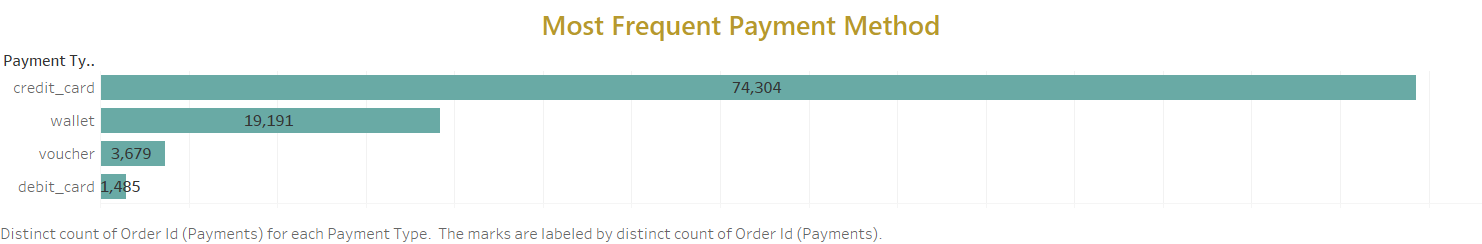 Most Frequent Payment Method
Payment Ty..
credit_card 74,304
wallet 19,191
voucher 3,679
debit_card 1,485
Distinct count of Order Id (Payments) for each Payment Type. The marks are labeled by distinct count of Order Id (Payments).